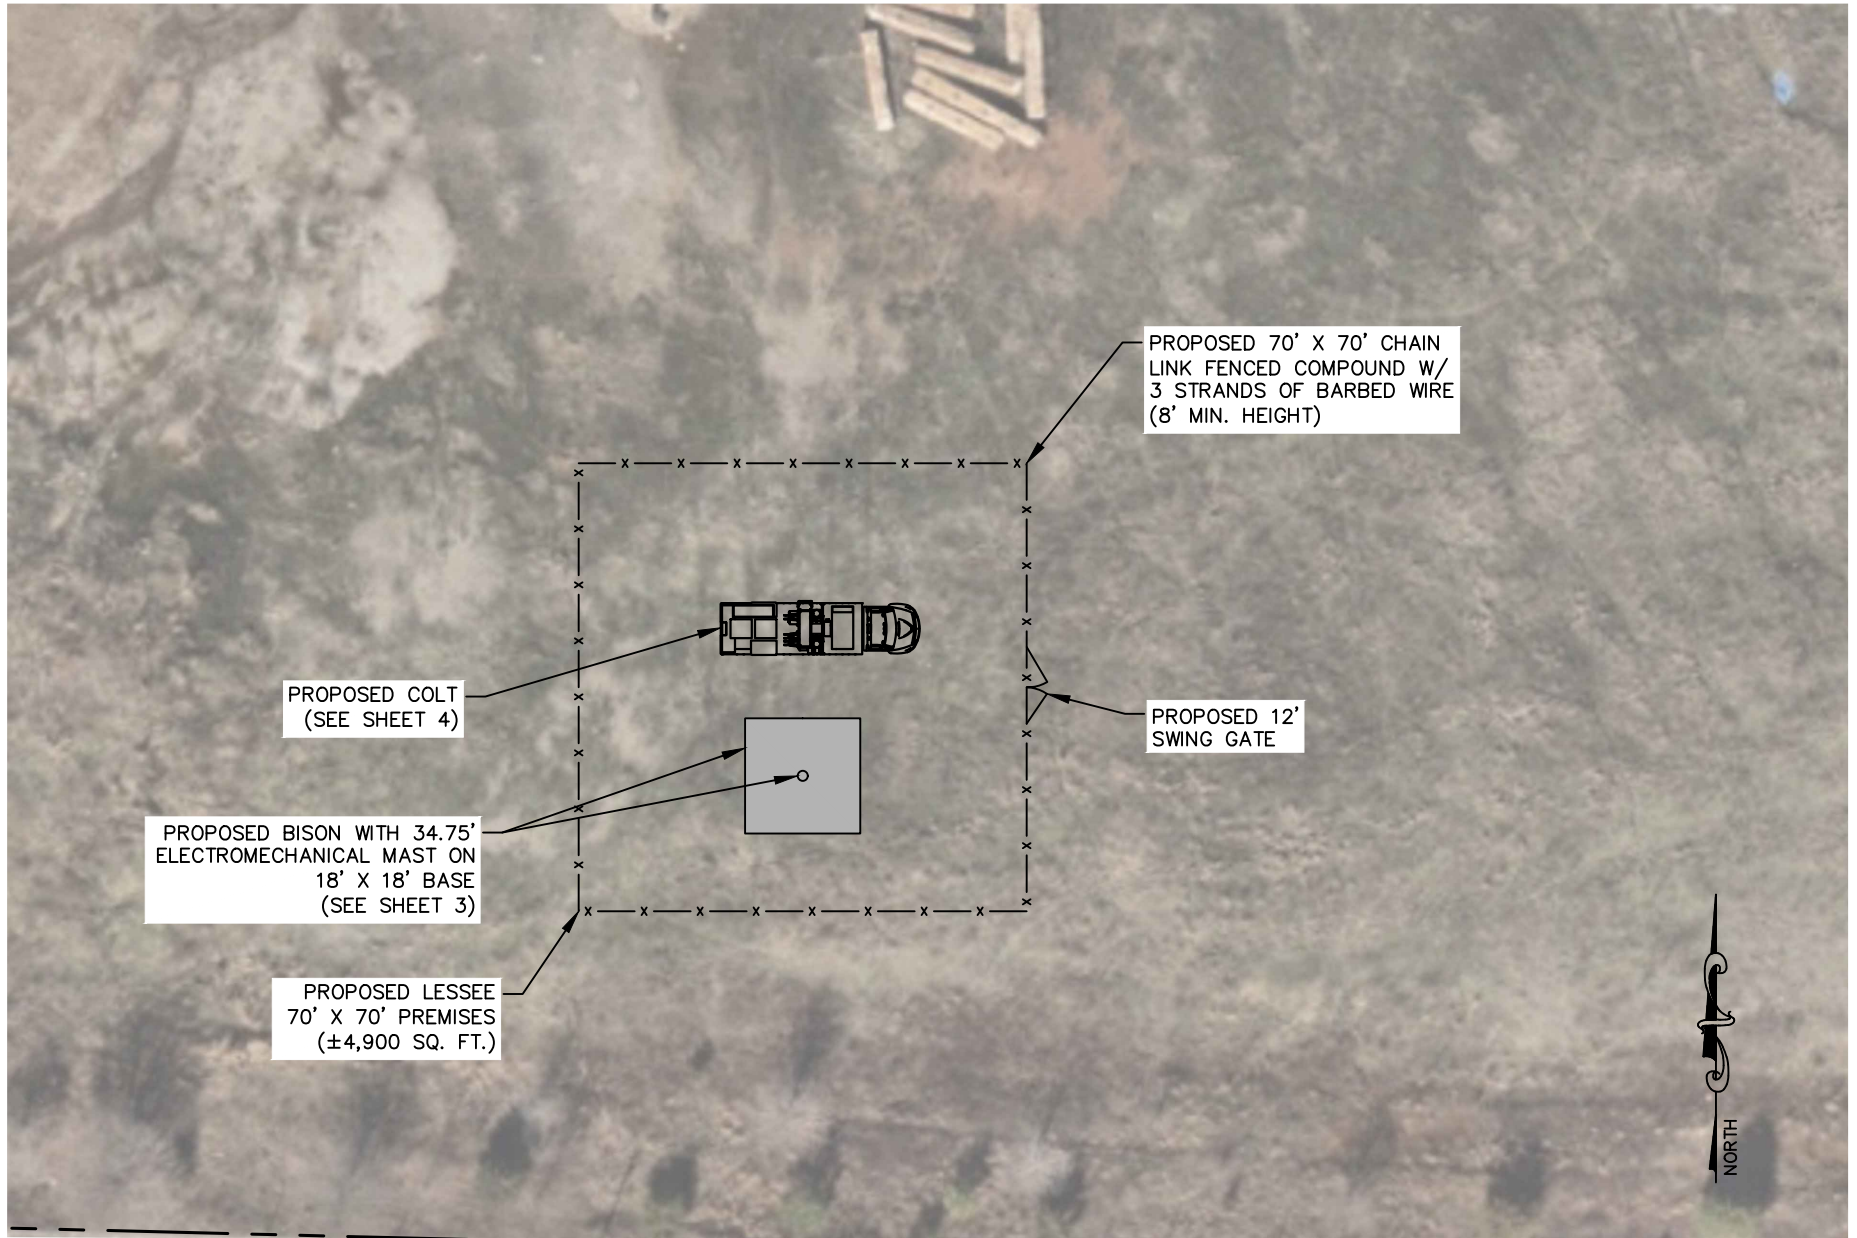 PROPOSED 70' X 70' CHAIN
LINK FENCED COMPOUND W/
3 STRANDS OF BARBED WIRE
(8' MIN. HEIGHT)
PROPOSED COLT
(SEE SHEET 4)
PROPOSED 12'
SWING GATE
PROPOSED BISON WITH 34.75'
ELECTROMECHANICAL MAST ON
18' X 18' BASE
(SEE SHEET 3)
PROPOSED LESSEE
70' X 70' PREMISES
(±4,900 SQ. FT.)
NORTH